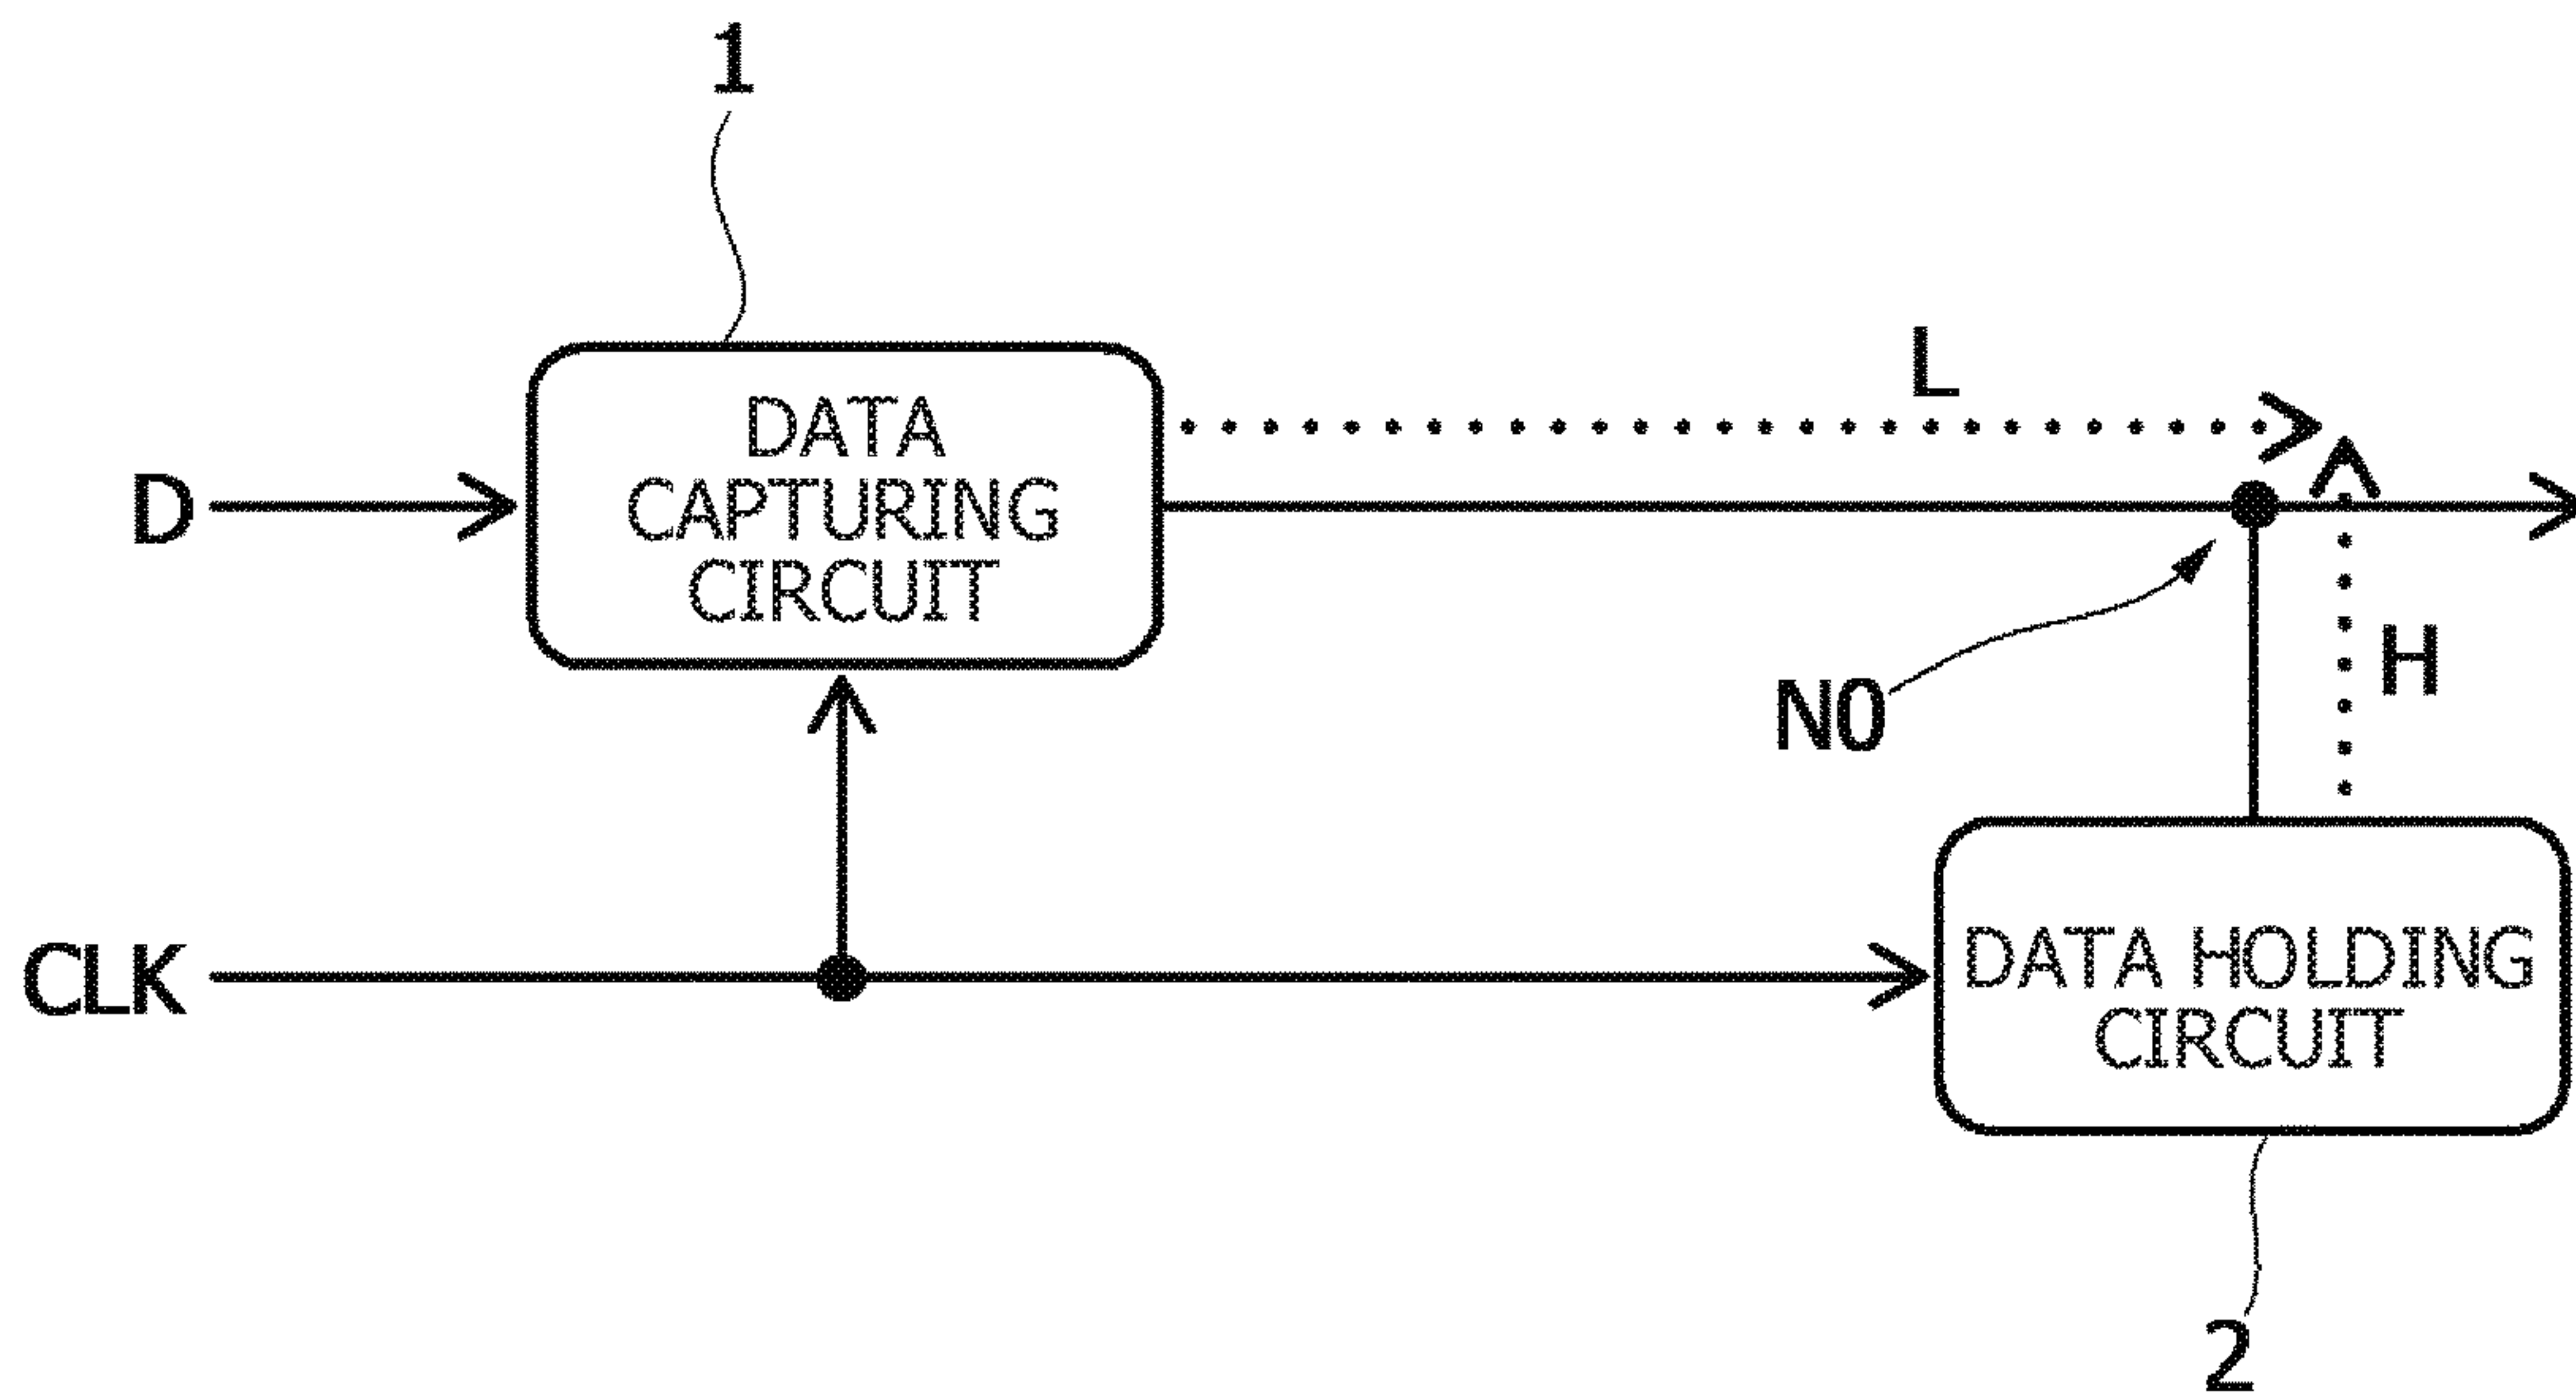 1
L
DATA
CAPTURING
CIRCUIT
D
H
N0
CLK
DATA HOLDING
CIRCUIT
2